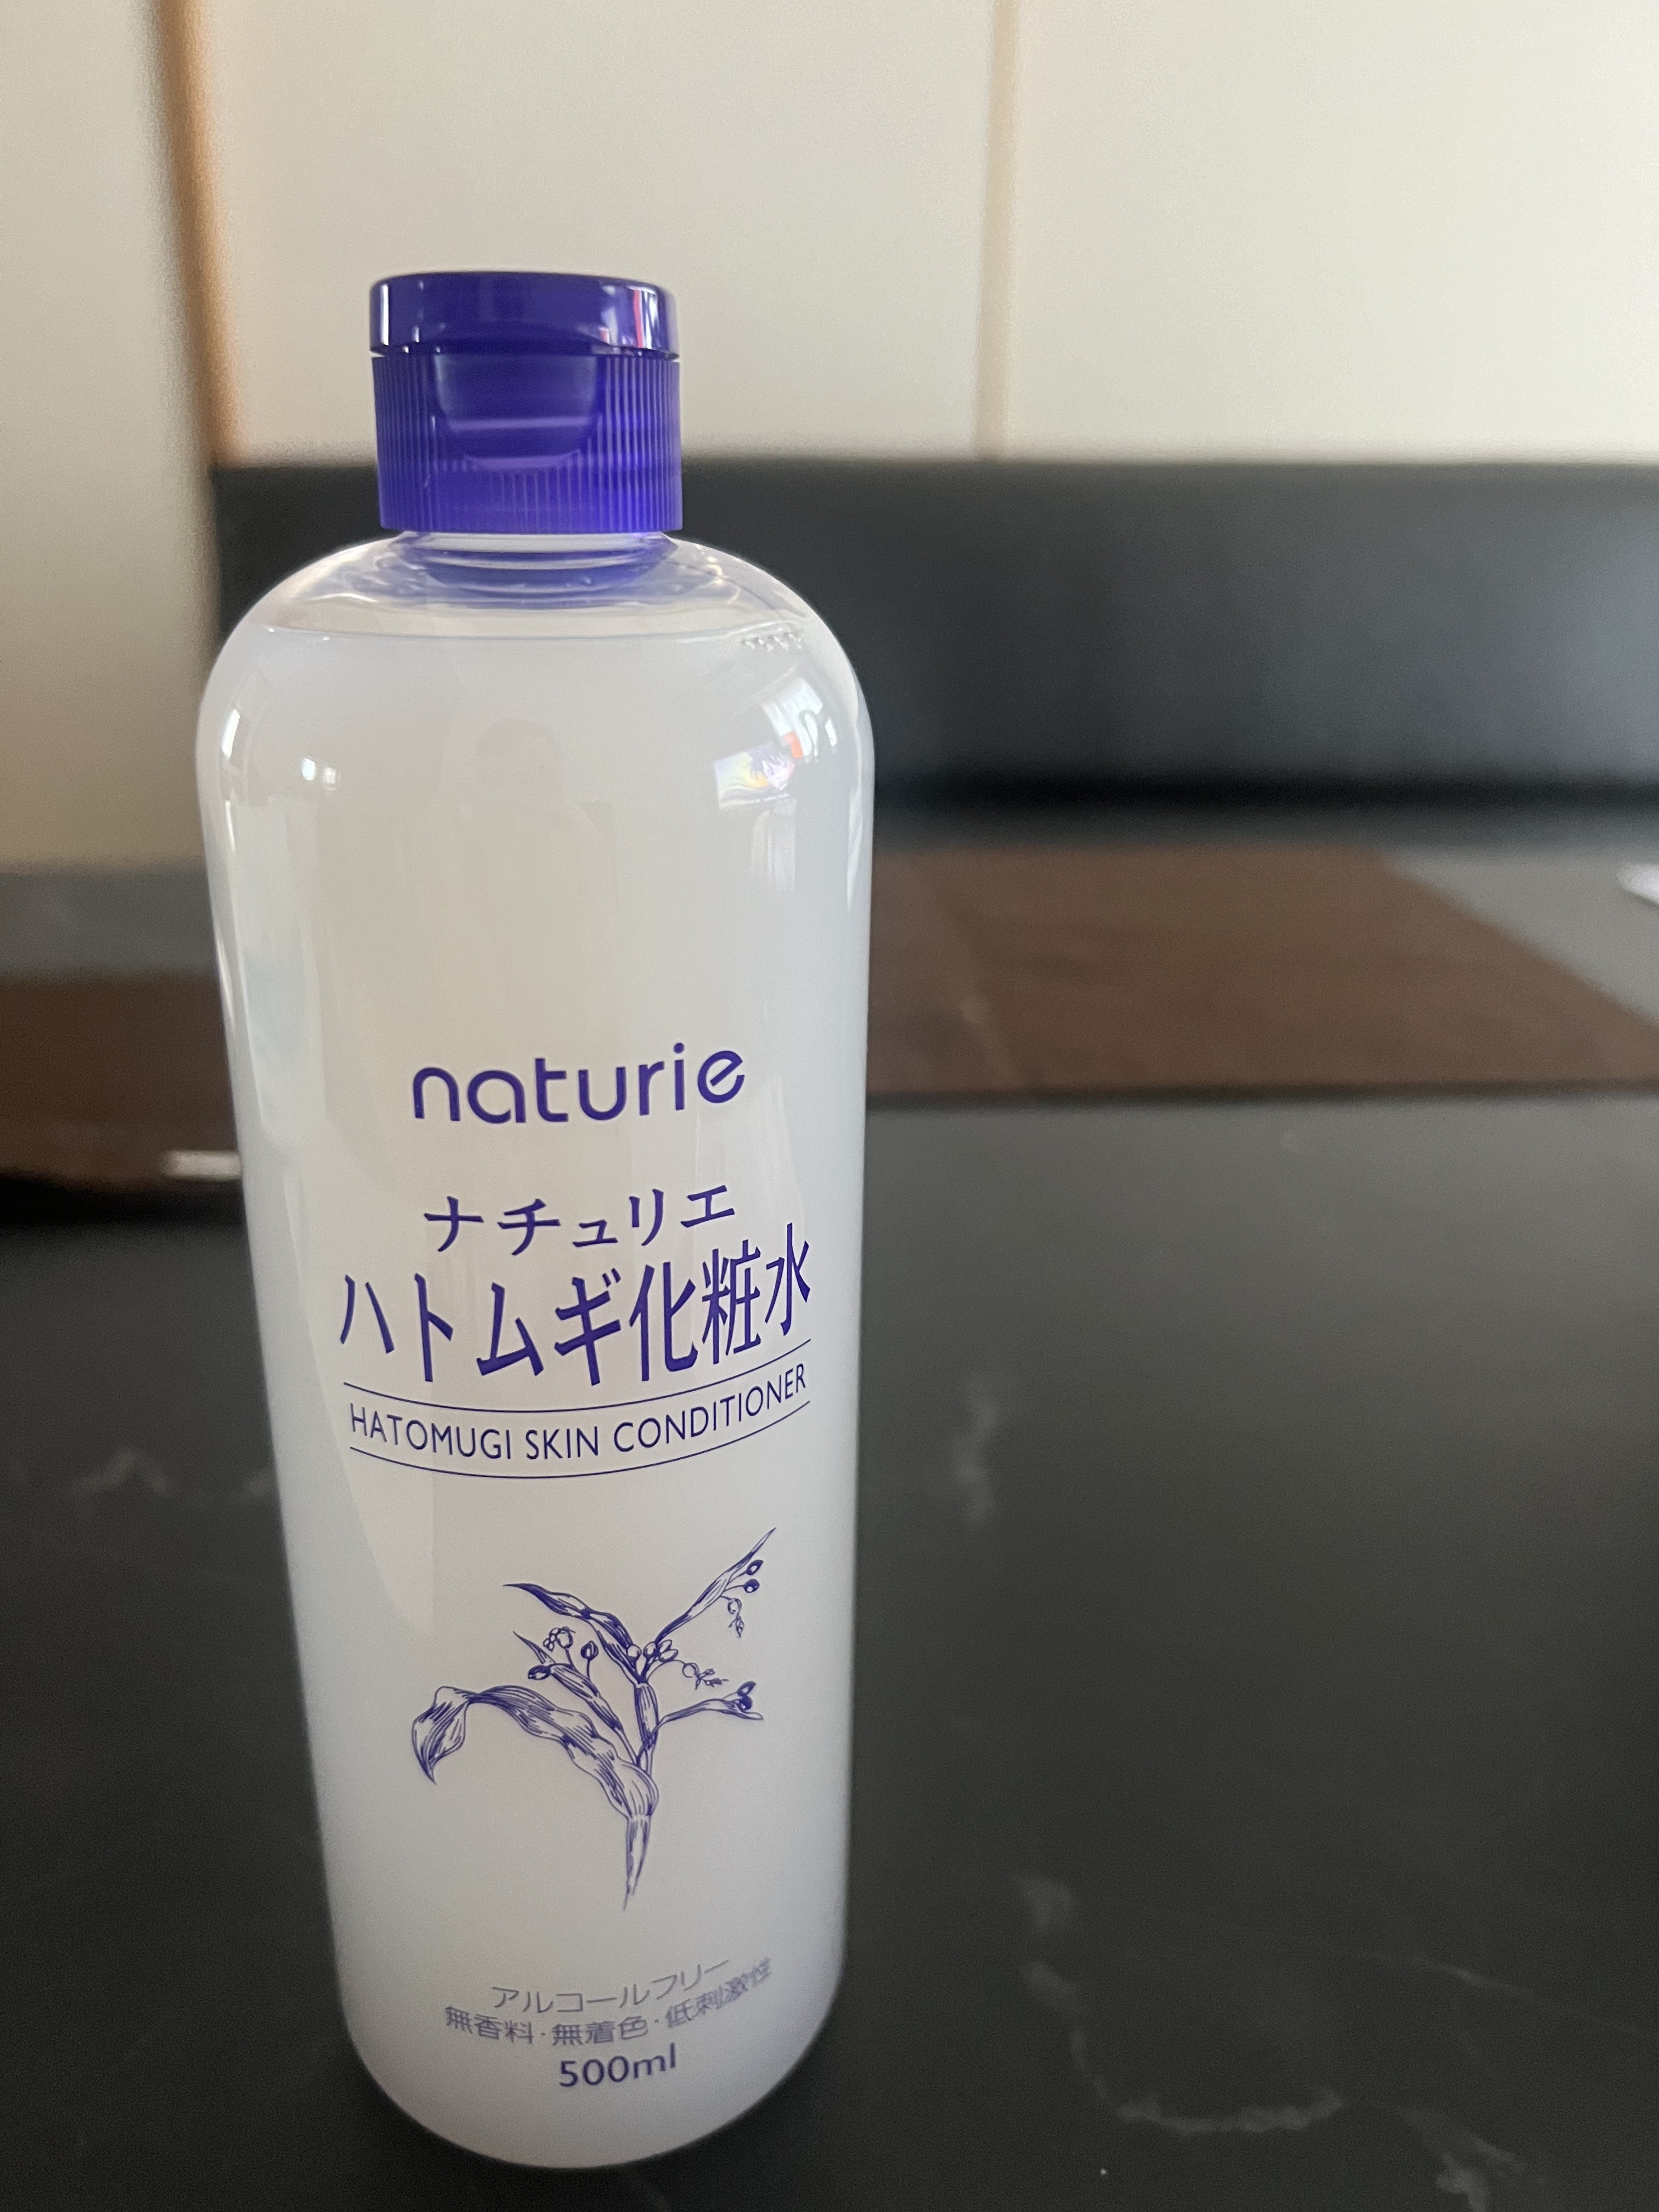 naturie
ナチュリエ
ハトムギ化粧水
HATOMUGI SKIN CONDITIONER
アルコールフリー
無香料・無着色・低刺激性
500ml